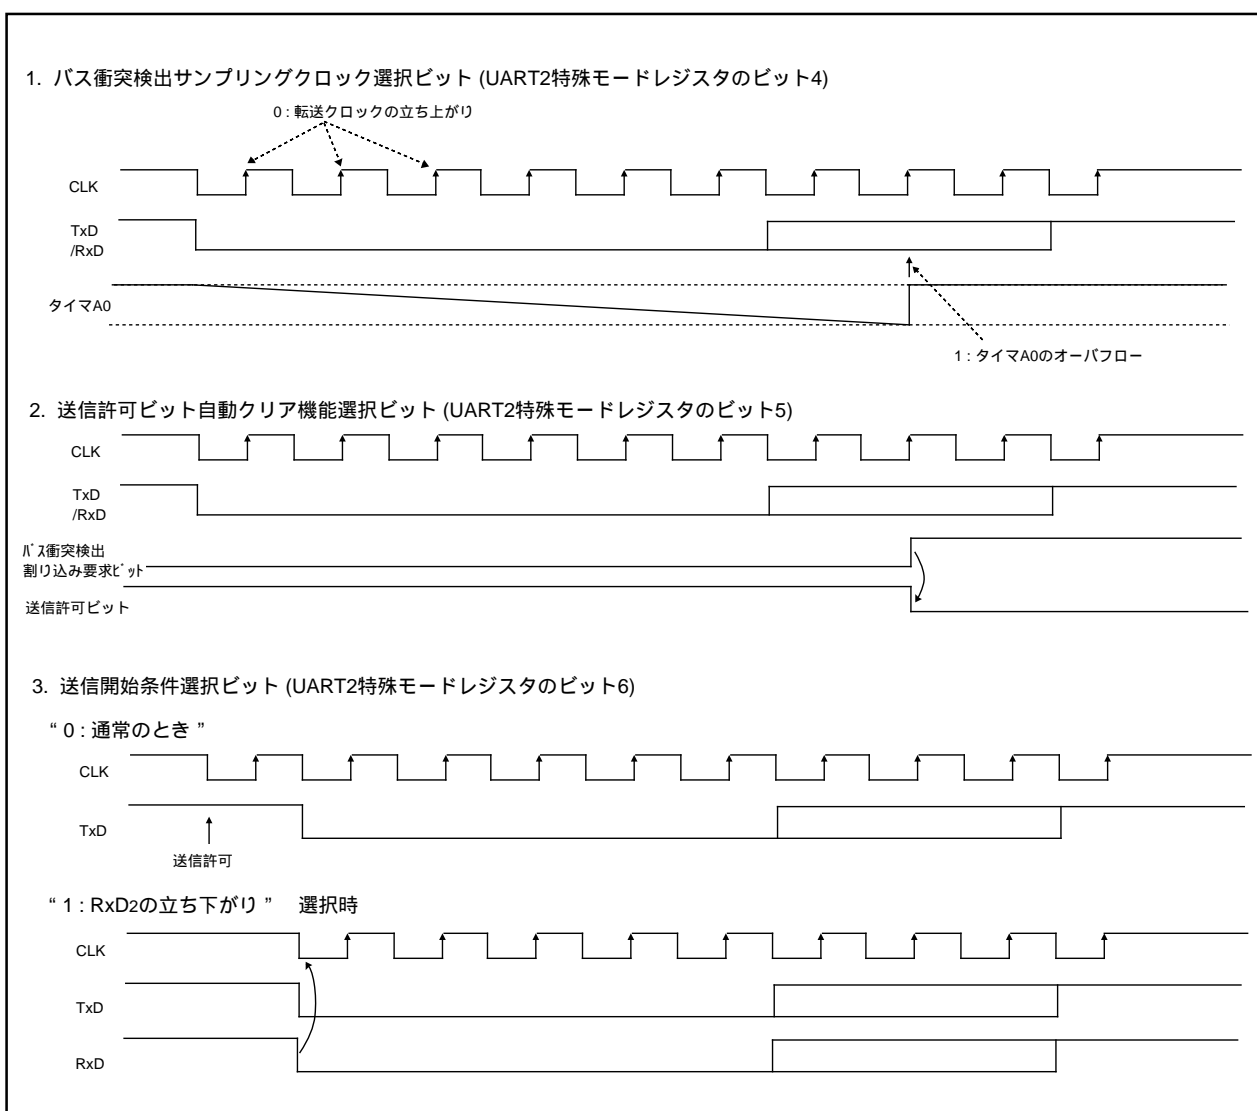 1. バス衝突検出サンプリングクロック選択ビット (UART2特殊モードレジスタのビット4)
0 : 転送クロックの立ち上がり
CLK
TxD
/RxD
タイマA0
1 : タイマA0のオーバフロー
2. 送信許可ビット自動クリア機能選択ビット (UART2特殊モードレジスタのビット5)
CLK
TxD
/RxD
ﾊﾞｽ衝突検出
割り込み要求ﾋﾞｯﾄ
送信許可ビット
3. 送信開始条件選択ビット (UART2特殊モードレジスタのビット6)
“ 0 : 通常のとき ”
CLK
TxD
送信許可
“ 1 : RxD2の立ち下がり ” 選択時
CLK
TxD
RxD